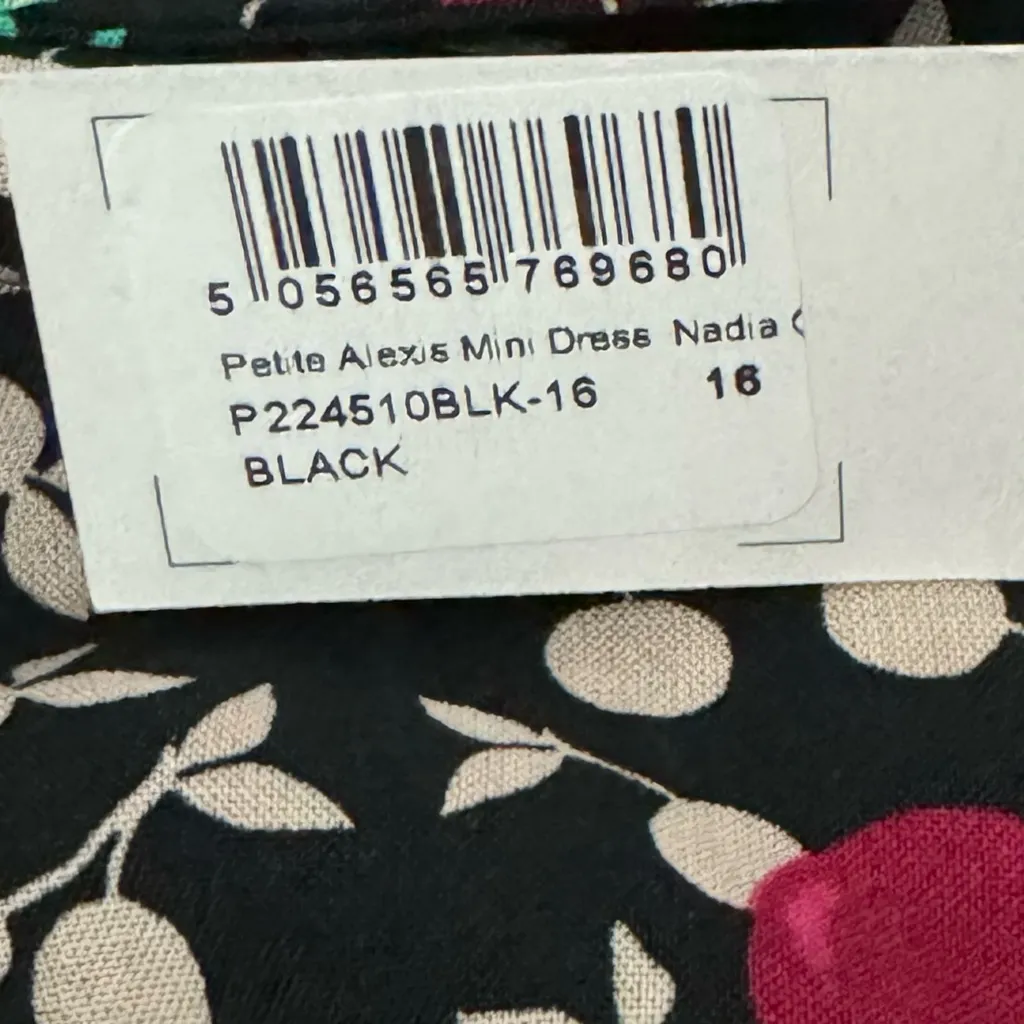 5 056565 769680
Petite Alexis Mini Dress Nadia
P224510BLK-16 16
BLACK